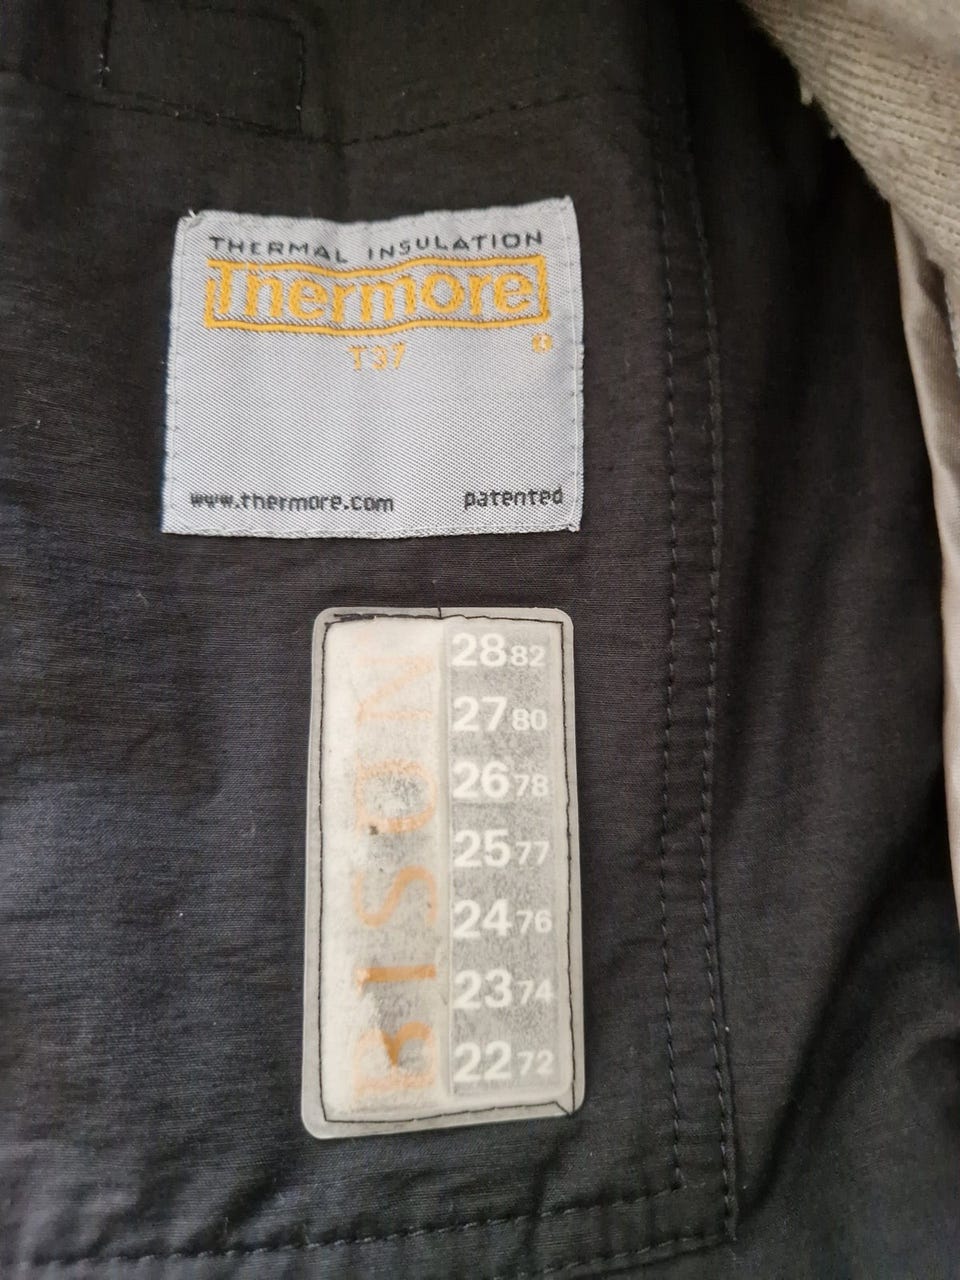 THERMAL INSULATION
Thermore
®
T37
www.thermore.com patented
BISON
28 82
27 80
26 78
25 77
24 76
23 74
22 72